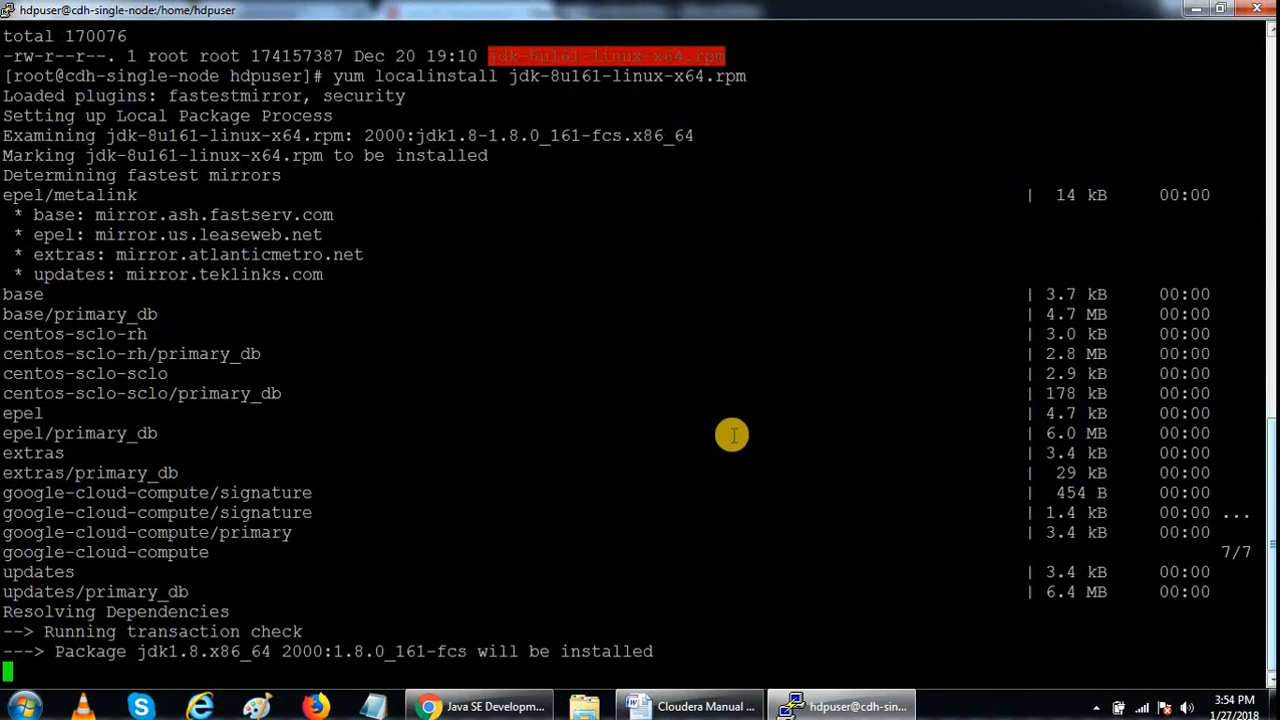 hdpuser@cdh-single-node:/home/hdpuser
total 170076
-rw-r--r--. 1 root root 174157387 Dec 20 19:10 jdk-8u161-linux-x64.rpm
[root@cdh-single-node hdpuser]# yum localinstall jdk-8u161-linux-x64.rpm
Loaded plugins: fastestmirror, security
Setting up Local Package Process
Examining jdk-8u161-linux-x64.rpm: 2000:jdk1.8-1.8.0_161-fcs.x86_64
Marking jdk-8u161-linux-x64.rpm to be installed
Determining fastest mirrors
epel/metalink | 14 kB 00:00
* base: mirror.ash.fastserv.com
* epel: mirror.us.leaseweb.net
* extras: mirror.atlanticmetro.net
* updates: mirror.teklinks.com
base | 3.7 kB 00:00
base/primary_db | 4.7 MB 00:00
centos-sclo-rh | 3.0 kB 00:00
centos-sclo-rh/primary_db | 2.8 MB 00:00
centos-sclo-sclo | 2.9 kB 00:00
centos-sclo-sclo/primary_db | 178 kB 00:00
epel | 4.7 kB 00:00
epel/primary_db | 6.0 MB 00:00
extras | 3.4 kB 00:00
extras/primary_db | 29 kB 00:00
google-cloud-compute/signature | 454 B 00:00
google-cloud-compute/signature | 1.4 kB 00:00 ...
google-cloud-compute/primary | 3.4 kB 00:00
google-cloud-compute 7/7
updates | 3.4 kB 00:00
updates/primary_db | 6.4 MB 00:00
Resolving Dependencies
--> Running transaction check
---> Package jdk1.8.x86_64 2000:1.8.0_161-fcs will be installed
Java SE Developm...
Cloudera Manual ...
hdpuser@cdh-sin...
3:54 PM
1/27/2018